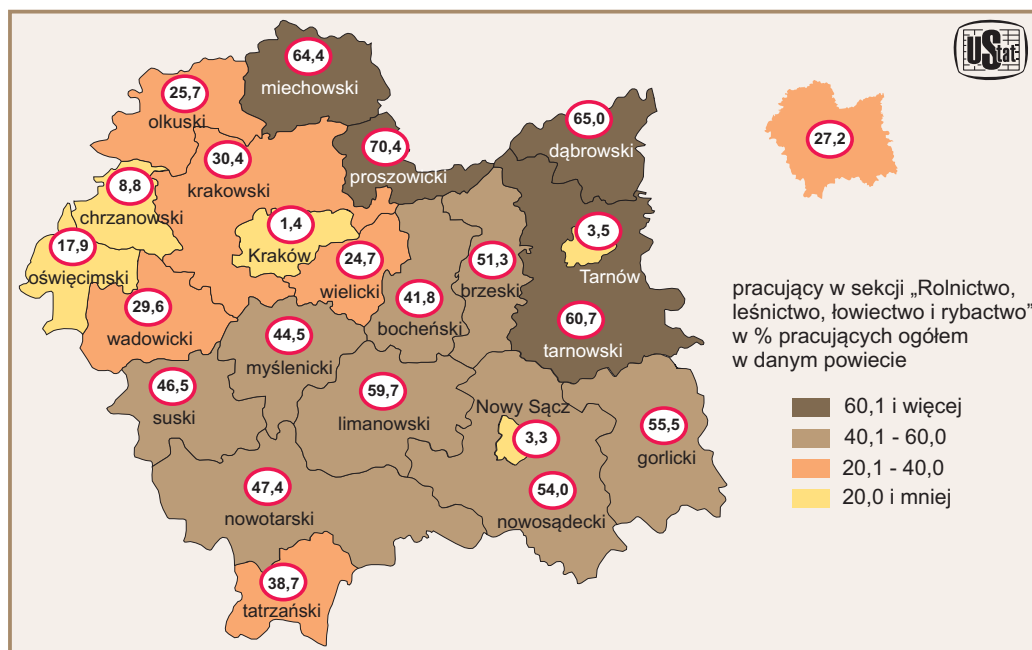 UStat
64,4
miechowski
25,7
olkuski
65,0
dąbrowski
27,2
70,4
proszowicki
30,4
krakowski
8,8
chrzanowski
1,4
Kraków
3,5
Tarnów
17,9
oświęcimski
24,7
wielicki
51,3
brzeski
41,8
bocheński
29,6
wadowicki
60,7
tarnowski
44,5
myślenicki
46,5
suski
59,7
limanowski
Nowy Sącz
3,3
55,5
gorlicki
47,4
nowotarski
54,0
nowosądecki
38,7
tatrzański
pracujący w sekcji „Rolnictwo,
leśnictwo, łowiectwo i rybactwo”
w % pracujących ogółem
w danym powiecie
60,1 i więcej
40,1 - 60,0
20,1 - 40,0
20,0 i mniej